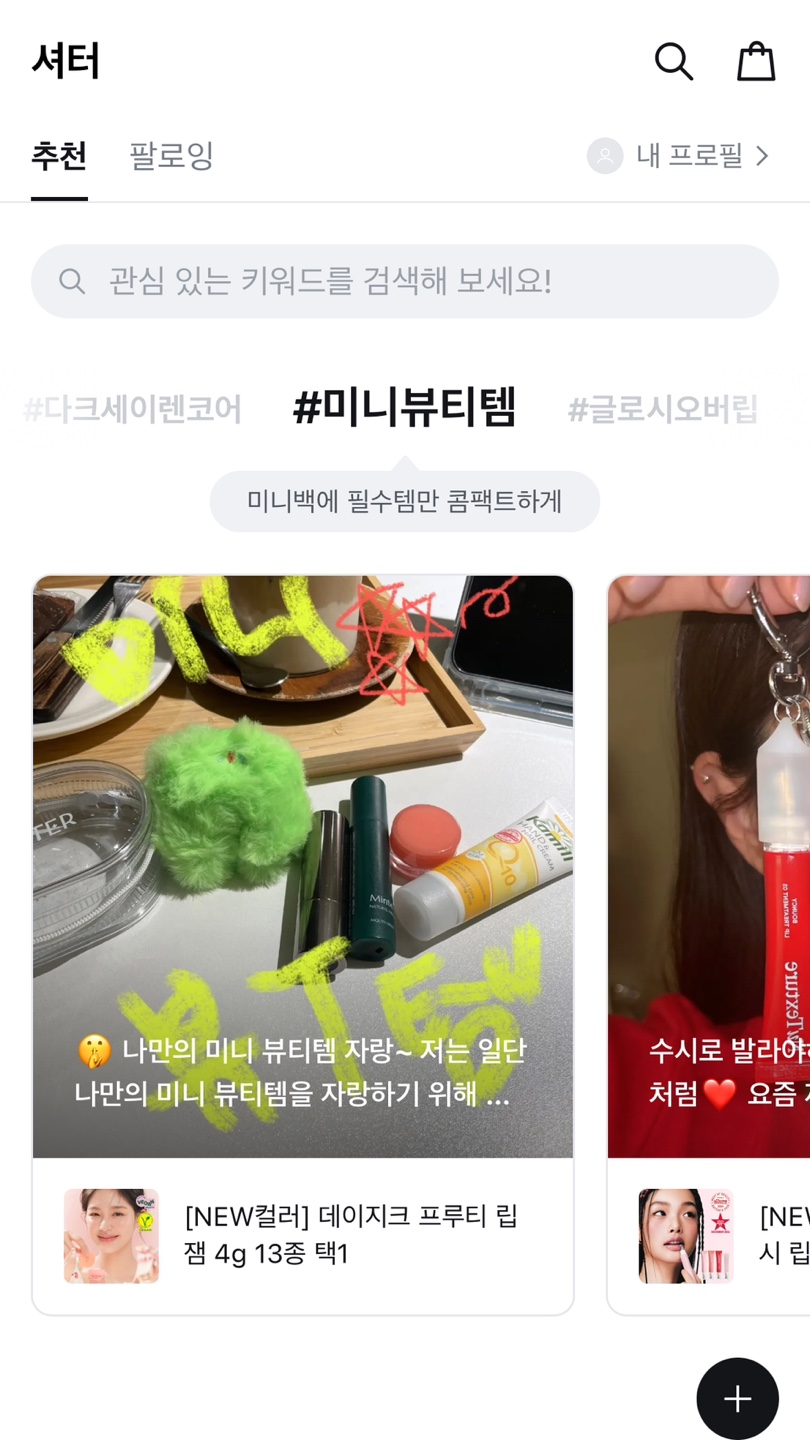 셔터
추천
팔로잉
내 프로필
관심 있는 키워드를 검색해 보세요!
#다크세이렌코어
#미니뷰티템
#글로시오버립
미니백에 필수템만 콤팩트하게
미니
뷰티템
Kamill
HAND &
NAIL CREAM
Q10
🤫 나만의 미니 뷰티템 자랑~ 저는 일단
나만의 미니 뷰티템을 자랑하기 위해 ...
수시로 발라야
처럼❤️ 요즘
[NEW컬러] 데이지크 프루티 립
잼 4g 13종 택1
[NEW
시 립